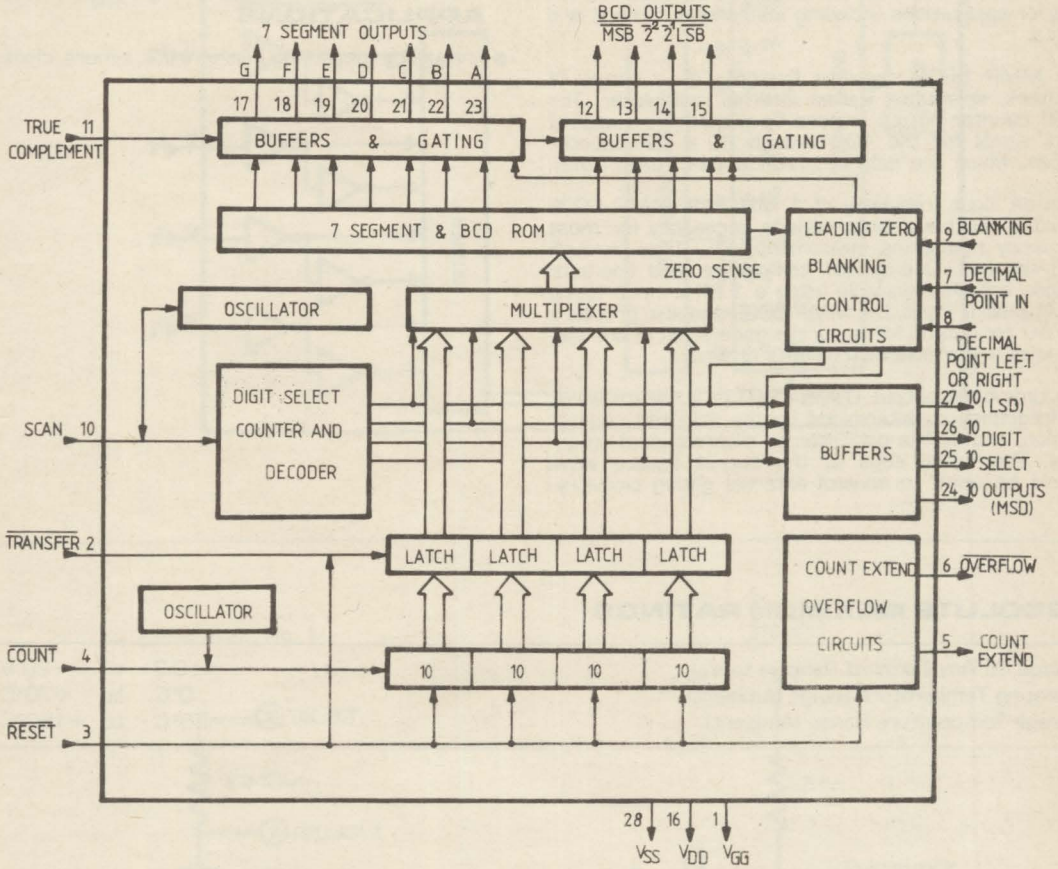 7 SEGMENT OUTPUTS
BCD OUTPUTS
MSB 2² 2¹ LSB
G F E D C B A
17 18 19 20 21 22 23
12 13 14 15
TRUE COMPLEMENT
11
BUFFERS & GATING
BUFFERS & GATING
7 SEGMENT & BCD ROM
LEADING ZERO
BLANKING
CONTROL
CIRCUITS
9 BLANKING
7 DECIMAL
POINT IN
8
DECIMAL
POINT LEFT
OR RIGHT
ZERO SENSE
OSCILLATOR
MULTIPLEXER
DIGIT SELECT
COUNTER AND
DECODER
SCAN 10
BUFFERS
27 10
(LSD)
26 10
DIGIT
25 10
SELECT
24 10 OUTPUTS
(MSD)
TRANSFER 2
LATCH LATCH LATCH LATCH
OSCILLATOR
COUNT EXTEND
OVERFLOW
CIRCUITS
6 OVERFLOW
5 COUNT
EXTEND
COUNT 4
10 10 10 10
RESET 3
28 16 1
VSS VDD VGG